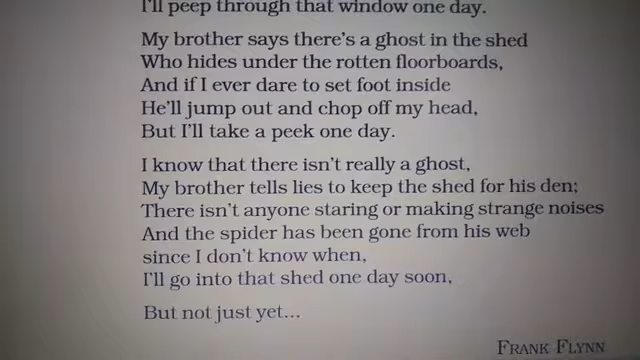 I'll peep through that window one day.
My brother says there's a ghost in the shed
Who hides under the rotten floorboards,
And if I ever dare to set foot inside
He'll jump out and chop off my head,
But I'll take a peek one day.
I know that there isn't really a ghost,
My brother tells lies to keep the shed for his den;
There isn't anyone staring or making strange noises
And the spider has been gone from his web
since I don't know when,
I'll go into that shed one day soon,
But not just yet...
FRANK FLYNN